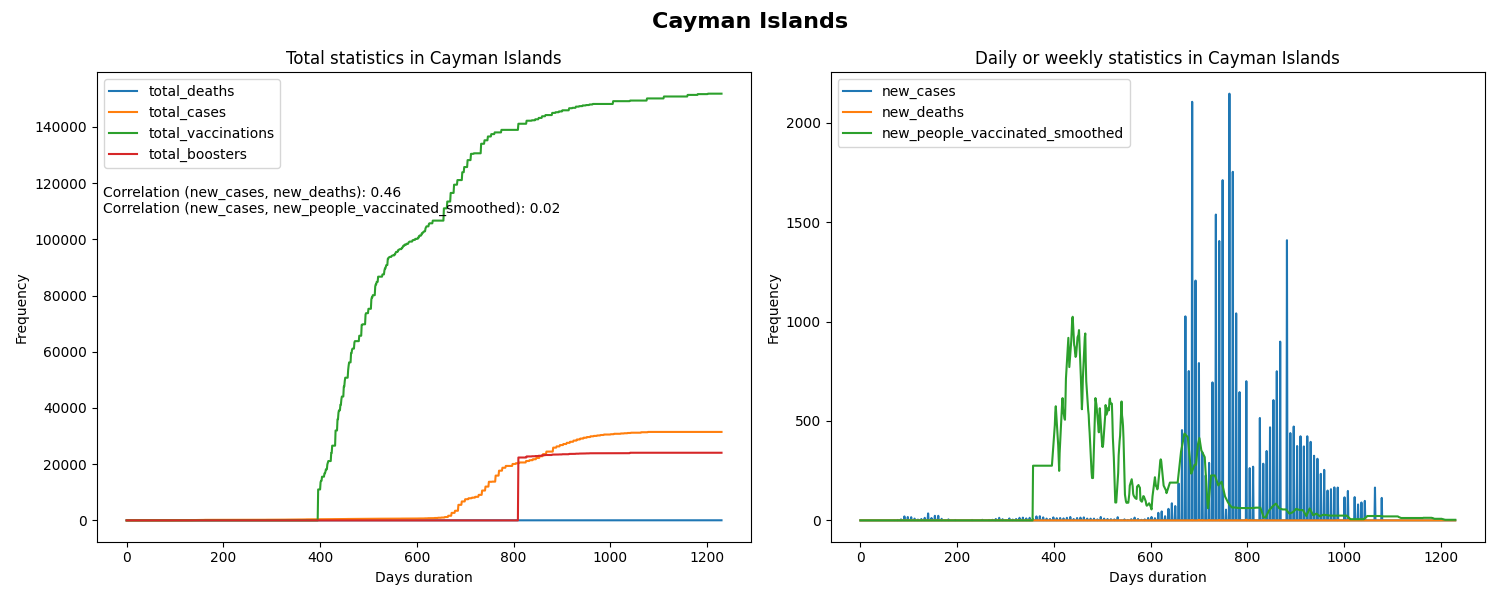 Cayman Islands
Total statistics in Cayman Islands
total_deaths
total_cases
total_vaccinations
total_boosters
Correlation (new_cases, new_deaths): 0.46
Correlation (new_cases, new_people_vaccinated_smoothed): 0.02
Frequency
140000
120000
100000
80000
60000
40000
20000
0
0 200 400 600 800 1000 1200
Days duration
Daily or weekly statistics in Cayman Islands
new_cases
new_deaths
new_people_vaccinated_smoothed
Frequency
2000
1500
1000
500
0
0 200 400 600 800 1000 1200
Days duration